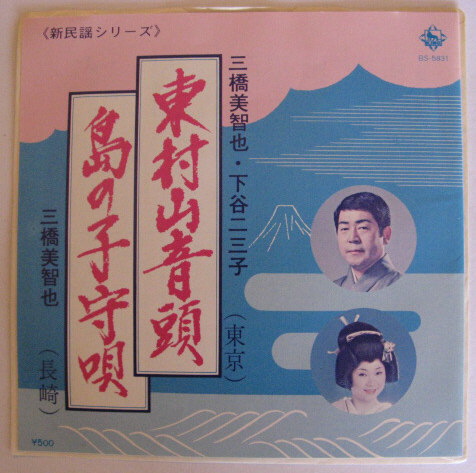 《新民謡シリーズ》
三橋美智也・下谷二三子
東村山音頭
(東京)
島の子守唄
三橋美智也
(長崎)
¥500